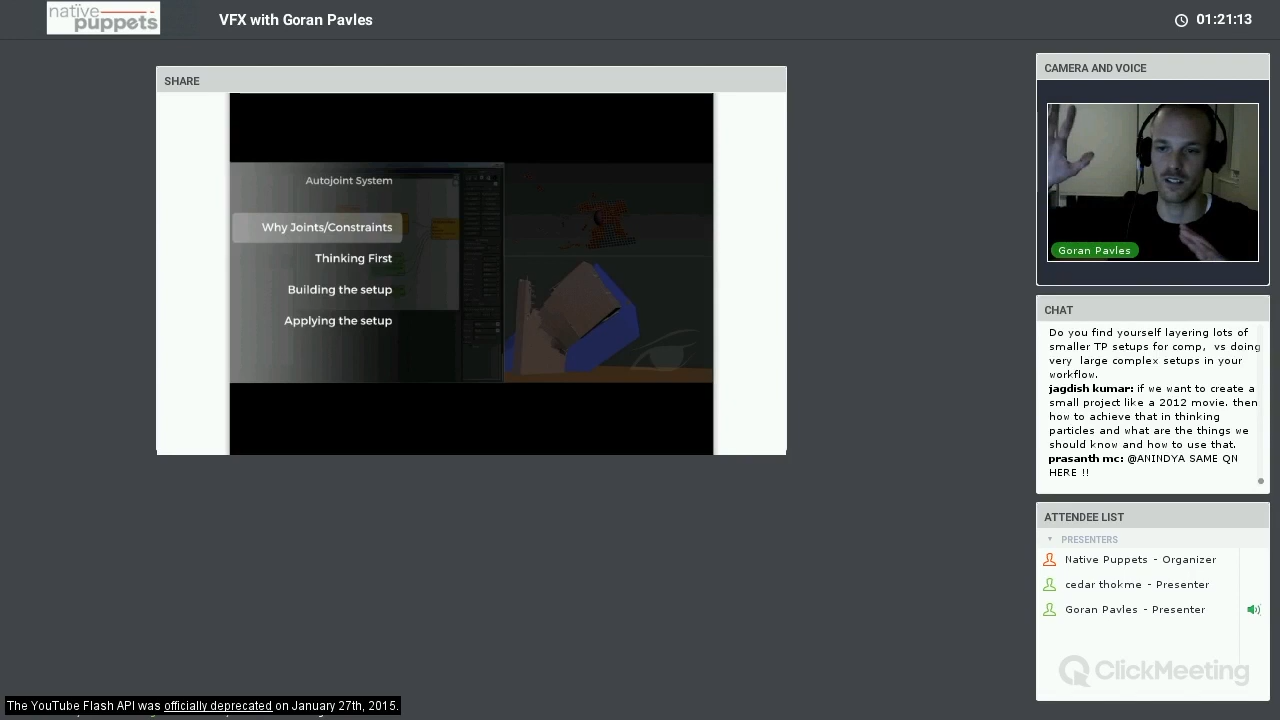 native
puppets
VFX with Goran Pavles
01:21:13
SHARE
Autojoint System
Why Joints/Constraints
Thinking First
Building the setup
Applying the setup
CAMERA AND VOICE
Goran Pavles
CHAT
Do you find yourself layering lots of
smaller TP setups for comp, vs doing
very large complex setups in your
workflow.
jagdish kumar: if we want to create a
small project like a 2012 movie. then
how to achieve that in thinking
particles and what are the things we
should know and how to use that.
prasanth mc: @ANINDYA SAME QN
HERE !!
ATTENDEE LIST
PRESENTERS
Native Puppets - Organizer
cedar thokme - Presenter
Goran Pavles - Presenter
ClickMeeting
The YouTube Flash API was officially deprecated on January 27th, 2015.